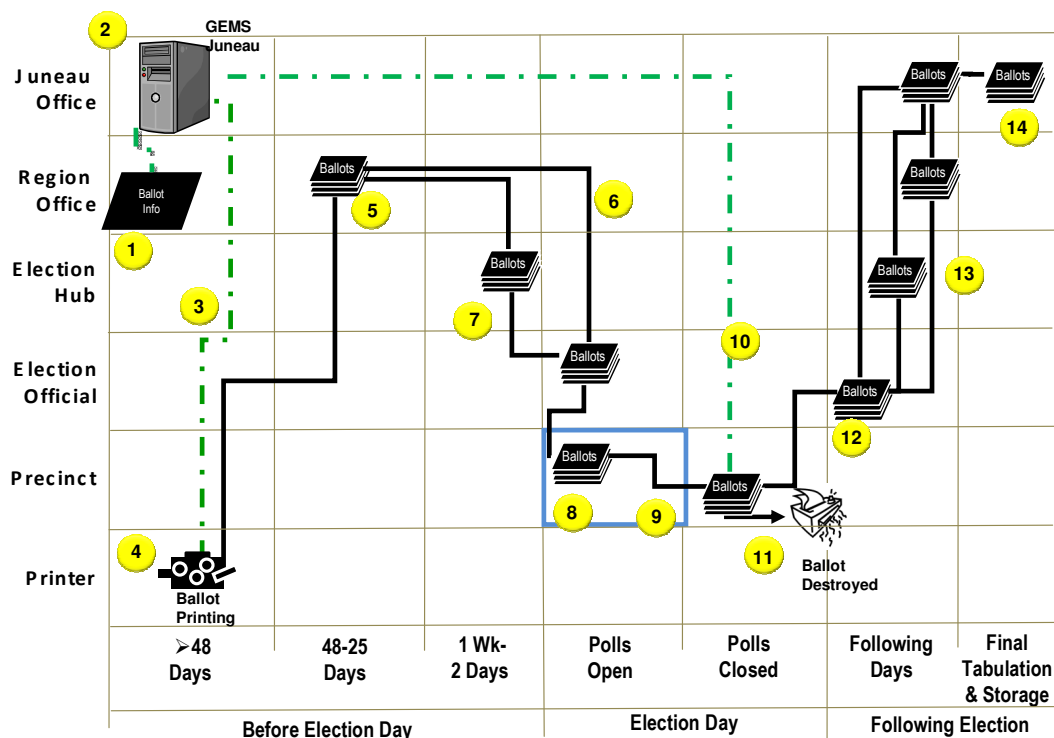 2
GEMS
Juneau
Juneau
Office
Ballots
Ballots
14
Region
Office
Ballot
Info
1
Ballots
5
6
Ballots
Election
Hub
3
Ballots
7
Ballots
13
Election
Official
Ballots
10
Ballots
12
Precinct
Ballots
8
9
Ballots
4
Printer
Ballot
Printing
11
Ballot
Destroyed
➢48
Days
48-25
Days
1 Wk-
2 Days
Polls
Open
Polls
Closed
Following
Days
Final
Tabulation
& Storage
Before Election Day
Election Day
Following Election